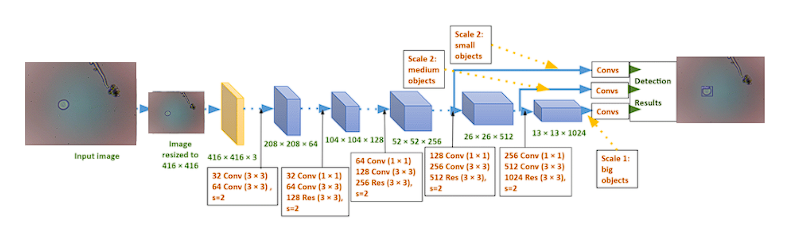 Scale 2:
small
objects
Scale 2:
medium
objects
Convs
Convs
Convs
Detection
Results
Input image
Image
resized to
416 × 416
416 × 416 × 3
208 × 208 × 64
104 × 104 × 128
52 × 52 × 256
26 × 26 × 512
13 × 13 × 1024
32 Conv (3 × 3)
64 Conv (3 × 3) ,
s=2
32 Conv (1 × 1)
64 Conv (3 × 3)
128 Res (3 × 3),
s=2
64 Conv (1 × 1)
128 Conv (3 × 3)
256 Res (3 × 3),
s=2
128 Conv (1 × 1)
256 Conv (3 × 3)
512 Res (3 × 3),
s=2
256 Conv (1 × 1)
512 Conv (3 × 3)
1024 Res (3 × 3),
s=2
Scale 1:
big
objects